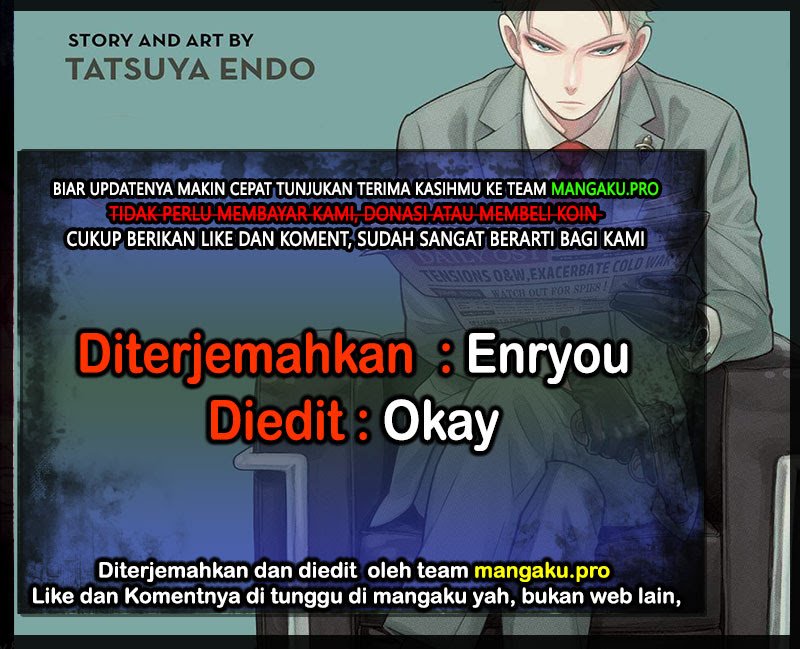 STORY AND ART BY
TATSUYA ENDO
BIAR UPDATENYA MAKIN CEPAT TUNJUKAN TERIMA KASIHMU KE TEAM MANGAKU.PRO
TIDAK PERLU MEMBAYAR KAMI, DONASI ATAU MEMBELI KOIN
CUKUP BERIKAN LIKE DAN KOMENT, SUDAH SANGAT BERARTI BAGI KAMI
DAILY OST
TENSIONS O&W, EXACERBATE COLD WAR
WATCH OUT FOR SPIES!
Diterjemahkan : Enryou
Diedit : Okay
Diterjemahkan dan diedit oleh team mangaku.pro
Like dan Komentnya di tunggu di mangaku yah, bukan web lain,